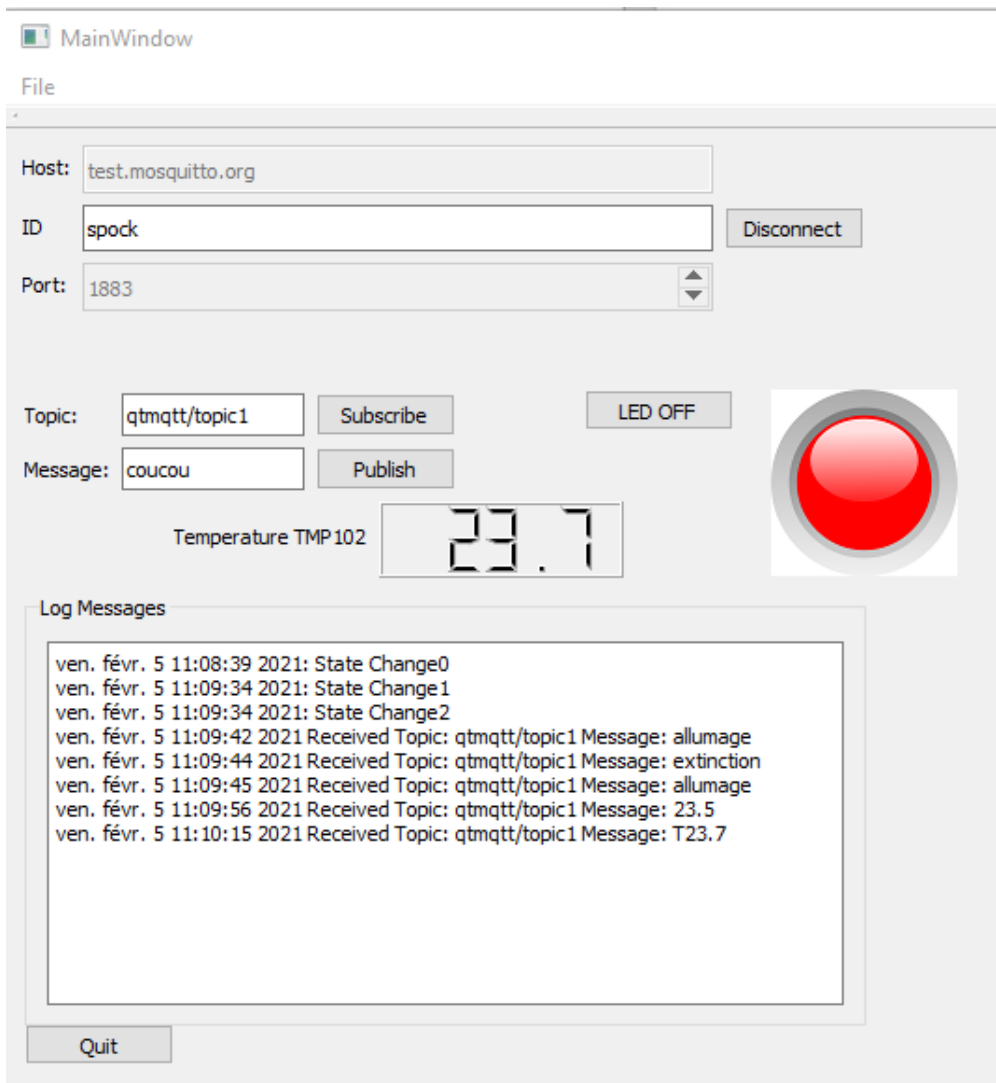 MainWindow
File
Host: test.mosquitto.org
ID spock Disconnect
Port: 1883
Topic: qtmqtt/topic1 Subscribe LED OFF
Message: coucou Publish
Temperature TMP102 23.7
Log Messages
ven. févr. 5 11:08:39 2021: State Change0
ven. févr. 5 11:09:34 2021: State Change1
ven. févr. 5 11:09:34 2021: State Change2
ven. févr. 5 11:09:42 2021 Received Topic: qtmqtt/topic1 Message: allumage
ven. févr. 5 11:09:44 2021 Received Topic: qtmqtt/topic1 Message: extinction
ven. févr. 5 11:09:45 2021 Received Topic: qtmqtt/topic1 Message: allumage
ven. févr. 5 11:09:56 2021 Received Topic: qtmqtt/topic1 Message: 23.5
ven. févr. 5 11:10:15 2021 Received Topic: qtmqtt/topic1 Message: T23.7
Quit